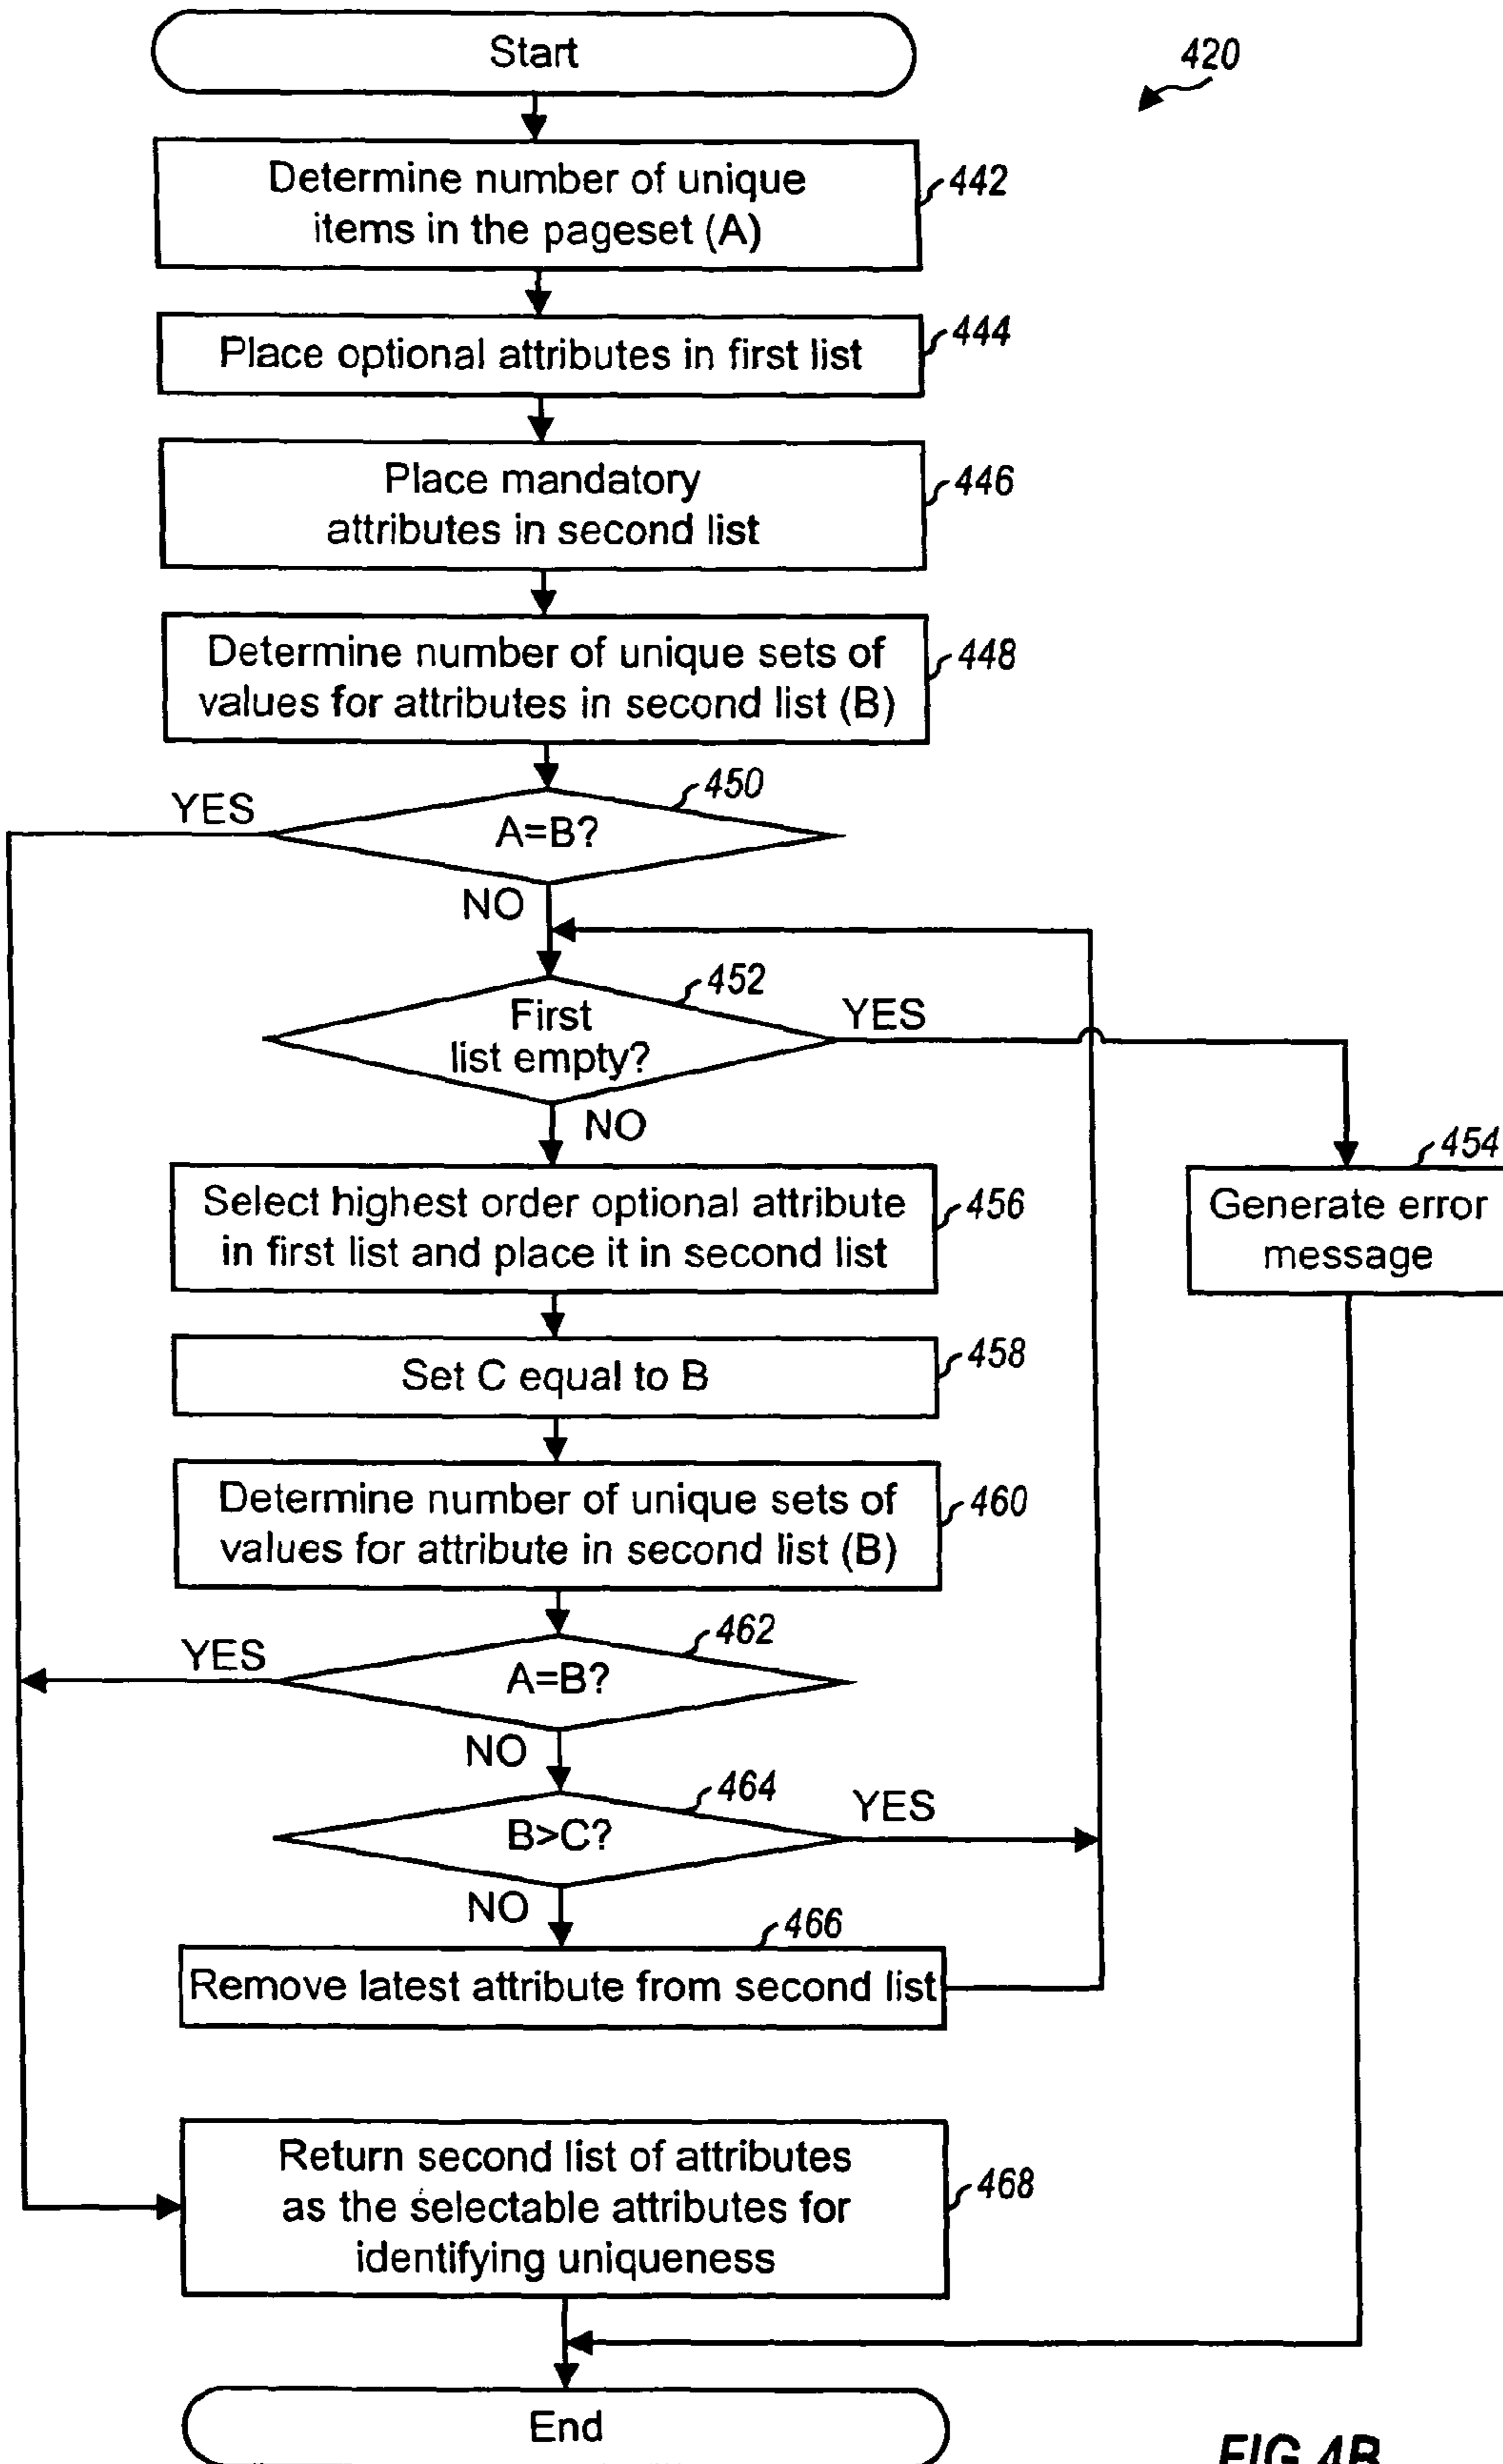 Start
420
Determine number of unique
items in the pageset (A)
442
Place optional attributes in first list
444
Place mandatory
attributes in second list
446
Determine number of unique sets of
values for attributes in second list (B)
448
450
YES
A=B?
NO
452
First
list empty?
YES
NO
454
Generate error
message
Select highest order optional attribute
in first list and place it in second list
456
Set C equal to B
458
Determine number of unique sets of
values for attribute in second list (B)
460
462
YES
A=B?
NO
464
YES
B>C?
NO
466
Remove latest attribute from second list
Return second list of attributes
as the selectable attributes for
identifying uniqueness
468
End
FIG.4B